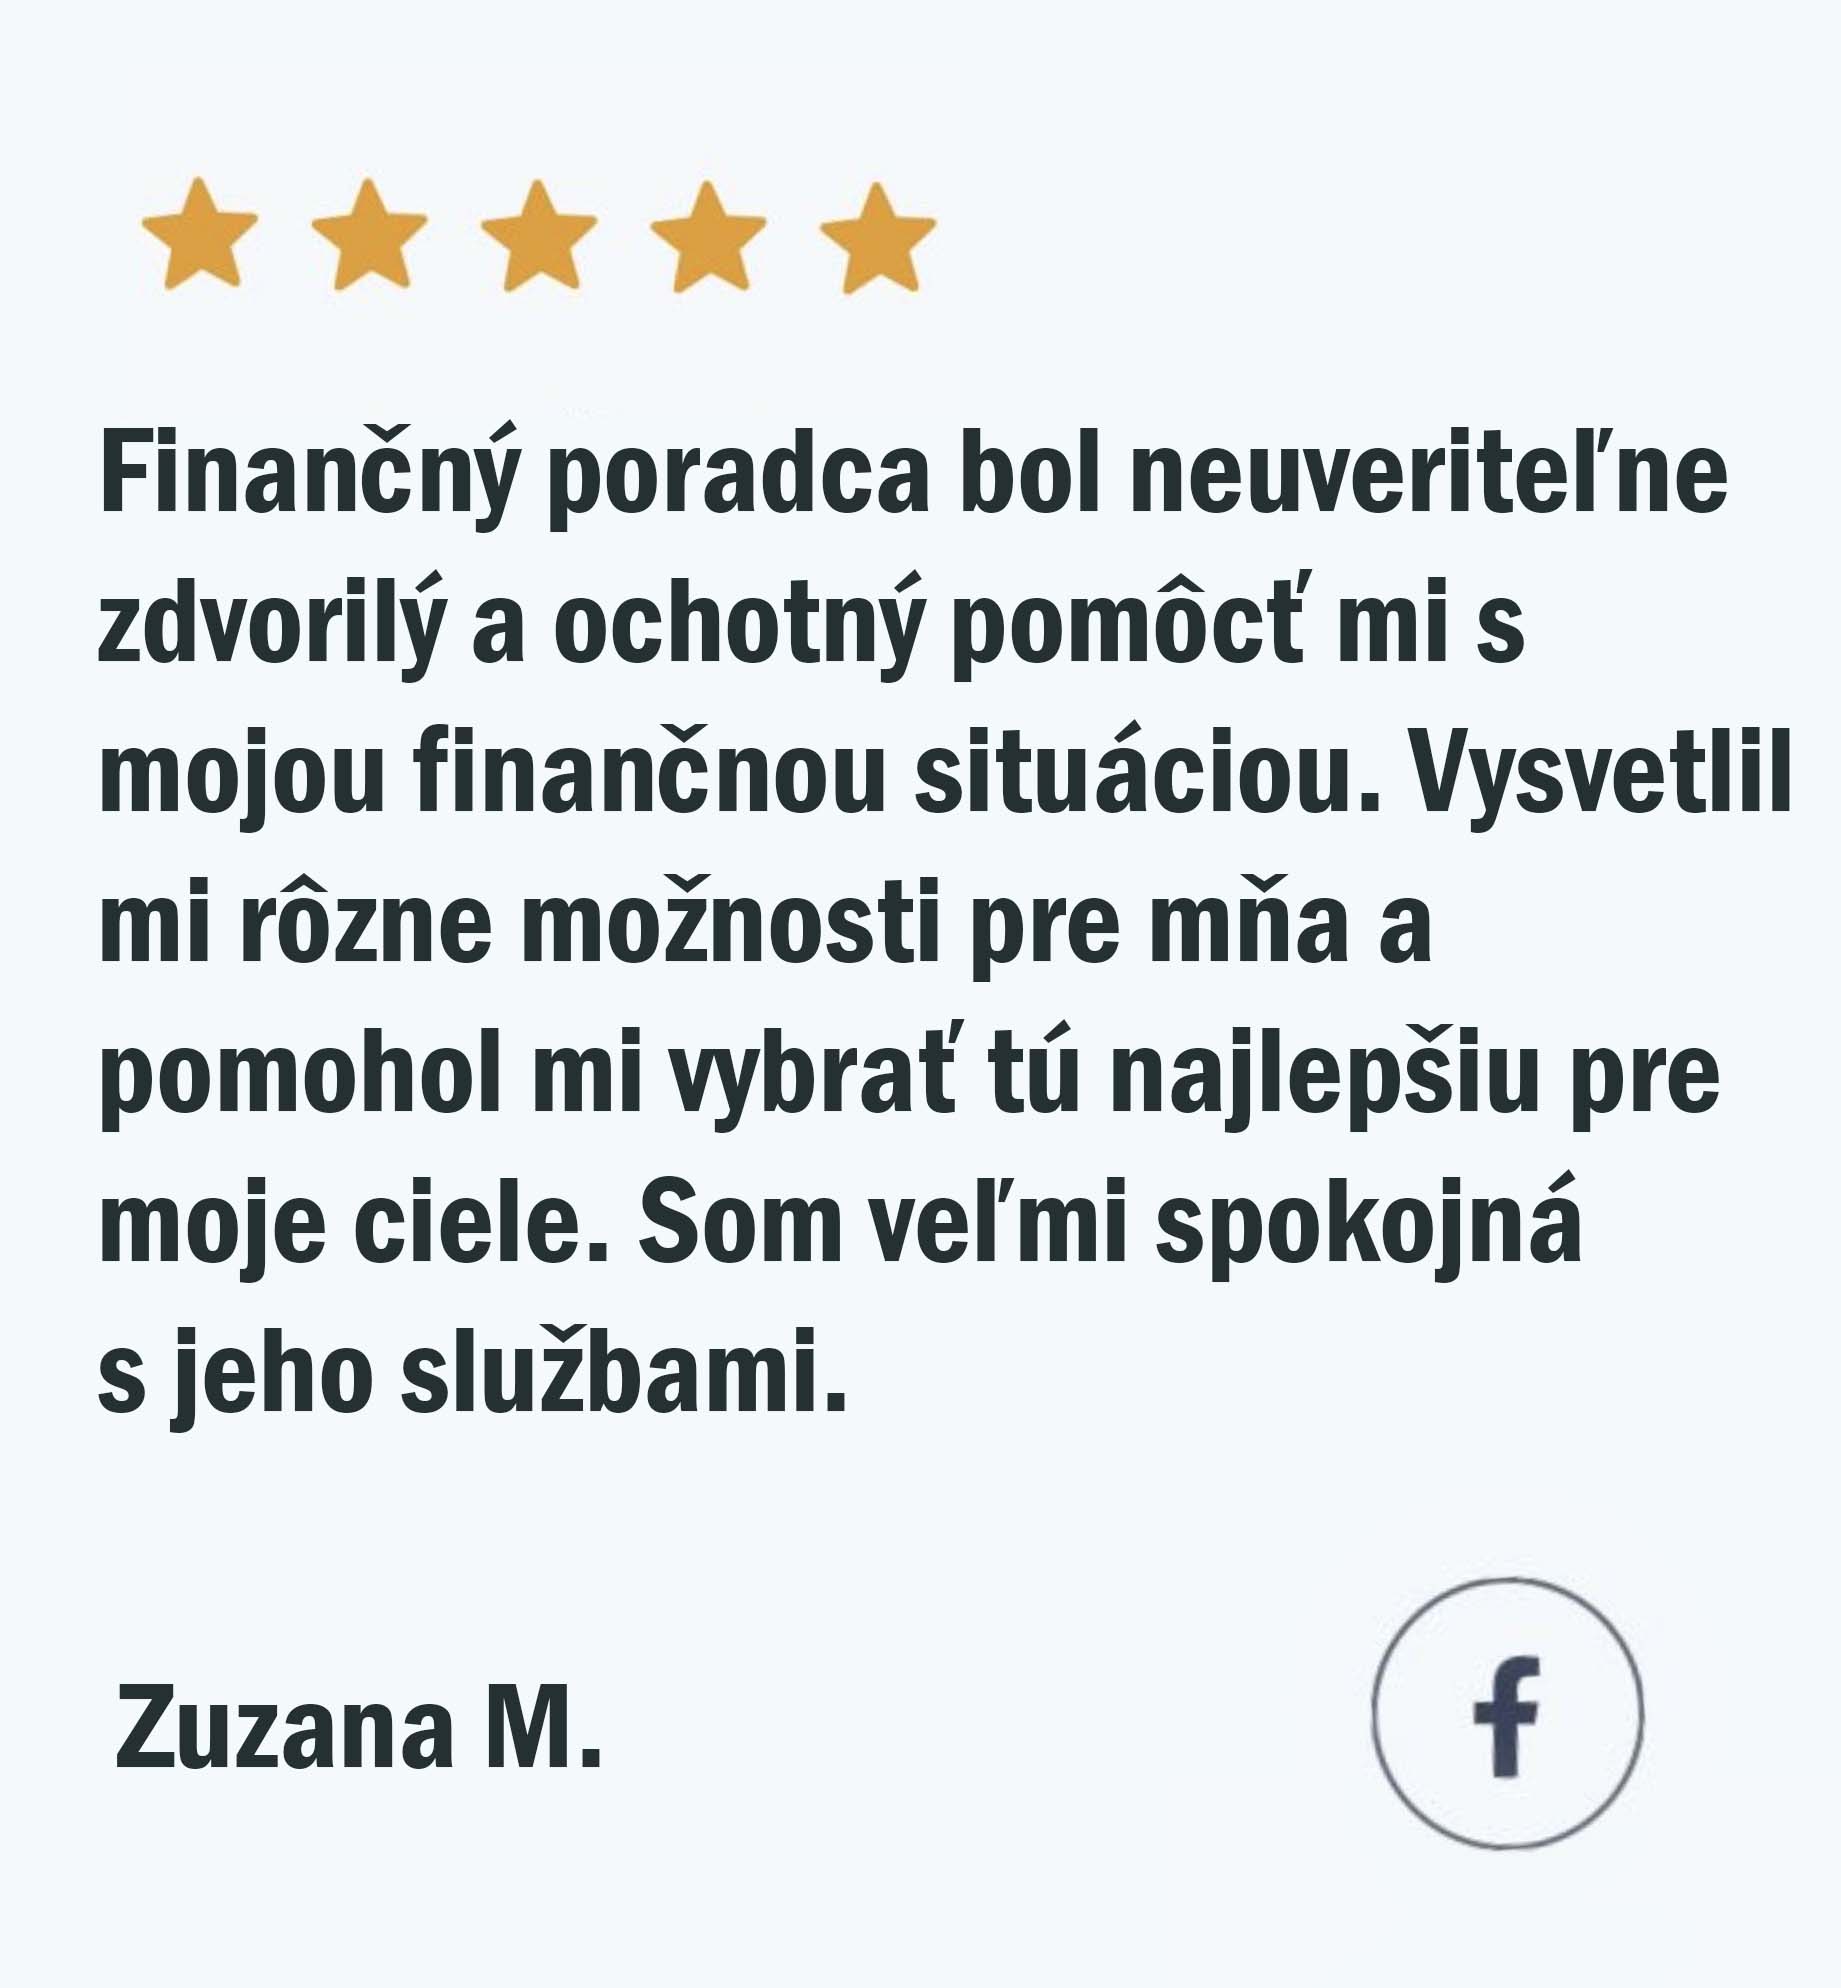 Finančný poradca bol neuveriteľne
zdvorilý a ochotný pomôcť mi s
mojou finančnou situáciou. Vysvetlil
mi rôzne možnosti pre mňa a
pomohol mi vybrať tú najlepšiu pre
moje ciele. Som veľmi spokojná
s jeho službami.
Zuzana M.
f